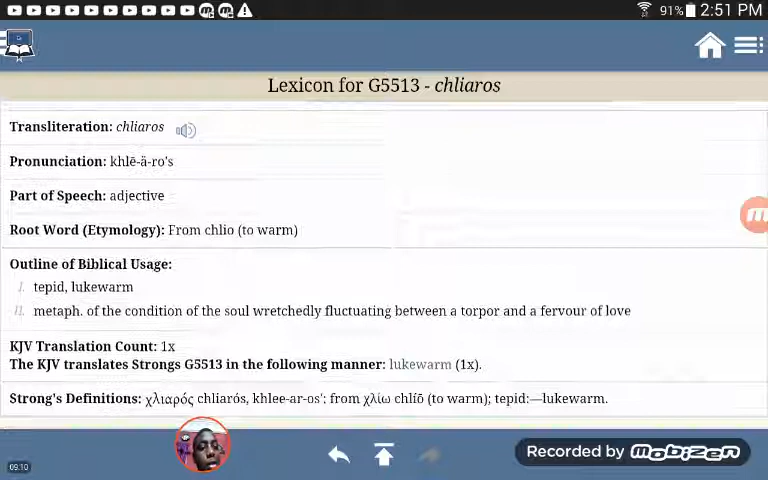 91% 2:51 PM
Lexicon for G5513 - chliaros
Transliteration: chliaros
Pronunciation: khlē-ä-ro's
Part of Speech: adjective
Root Word (Etymology): From chlio (to warm)
Outline of Biblical Usage:
I. tepid, lukewarm
II. metaph. of the condition of the soul wretchedly fluctuating between a torpor and a fervour of love
KJV Translation Count: 1x
The KJV translates Strongs G5513 in the following manner: lukewarm (1x).
Strong's Definitions: χλιαρός chliarós, khlee-ar-os'; from χλίω chlíō (to warm); tepid:—lukewarm.
Recorded by mobizen
09:10